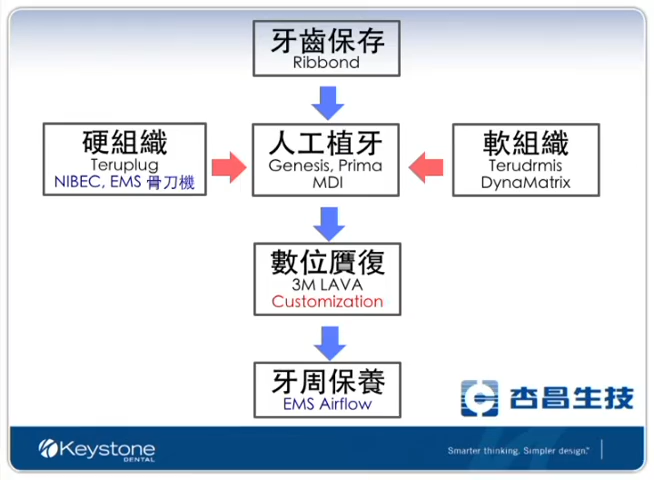 牙齒保存
Ribbond
硬組織
Teruplug
NIBEC, EMS 骨刀機
人工植牙
Genesis, Prima
MDI
軟組織
Terudrmis
DynaMatrix
數位贋復
3M LAVA
Customization
牙周保養
EMS Airflow
杏昌生技
Keystone
DENTAL
Smarter thinking. Simpler design.™